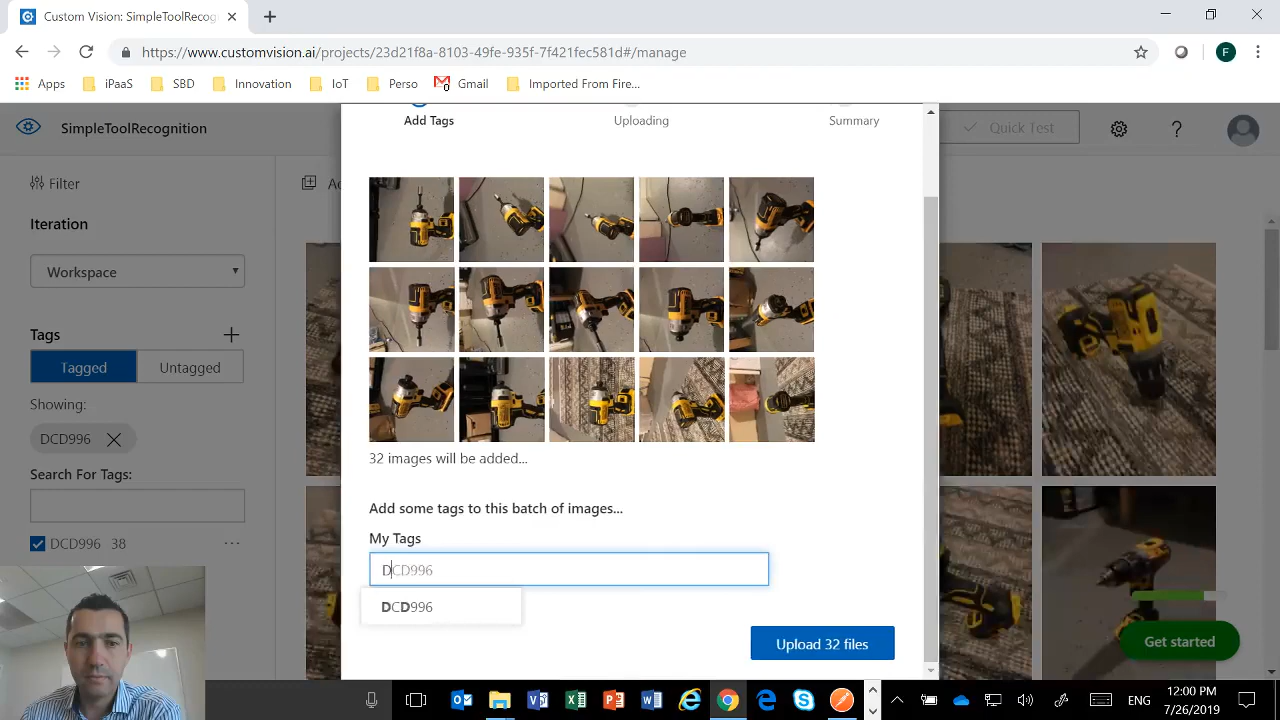 Custom Vision: SimpleToolRecog
https://www.customvision.ai/projects/23d21f8a-8103-49fe-935f-7f421fec581d#/manage
F
Apps iPaaS SBD Innovation IoT Perso Gmail Imported From Fire...
SimpleToolRecognition
Quick Test
Add Tags Uploading Summary
Filter
Iteration
Workspace
Tags
Tagged Untagged
Showing:
DCD996
Search For Tags:
DCD996 38
32 images will be added...
Add some tags to this batch of images...
My Tags
DCD996
DCD996
Upload 32 files
Get started
ENG
12:00 PM
7/26/2019